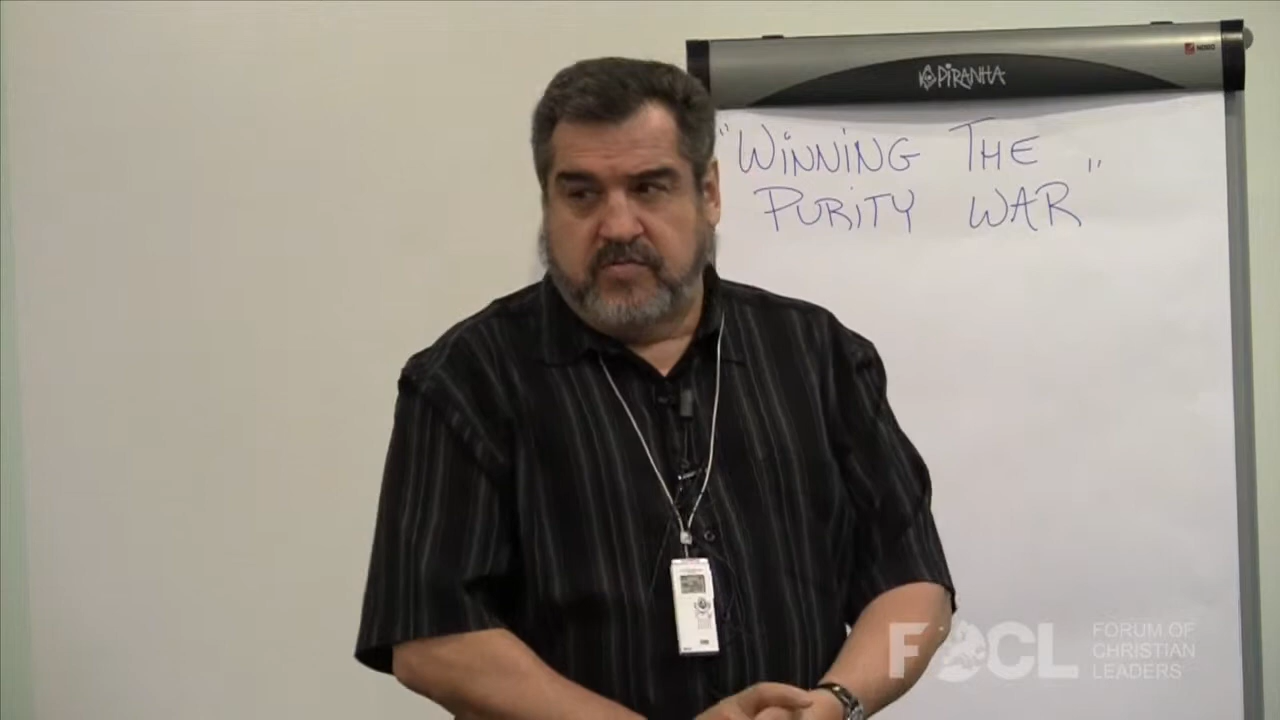 PIRANHA
"WINNING THE
PURITY WAR"
FOCL
FORUM OF
CHRISTIAN
LEADERS